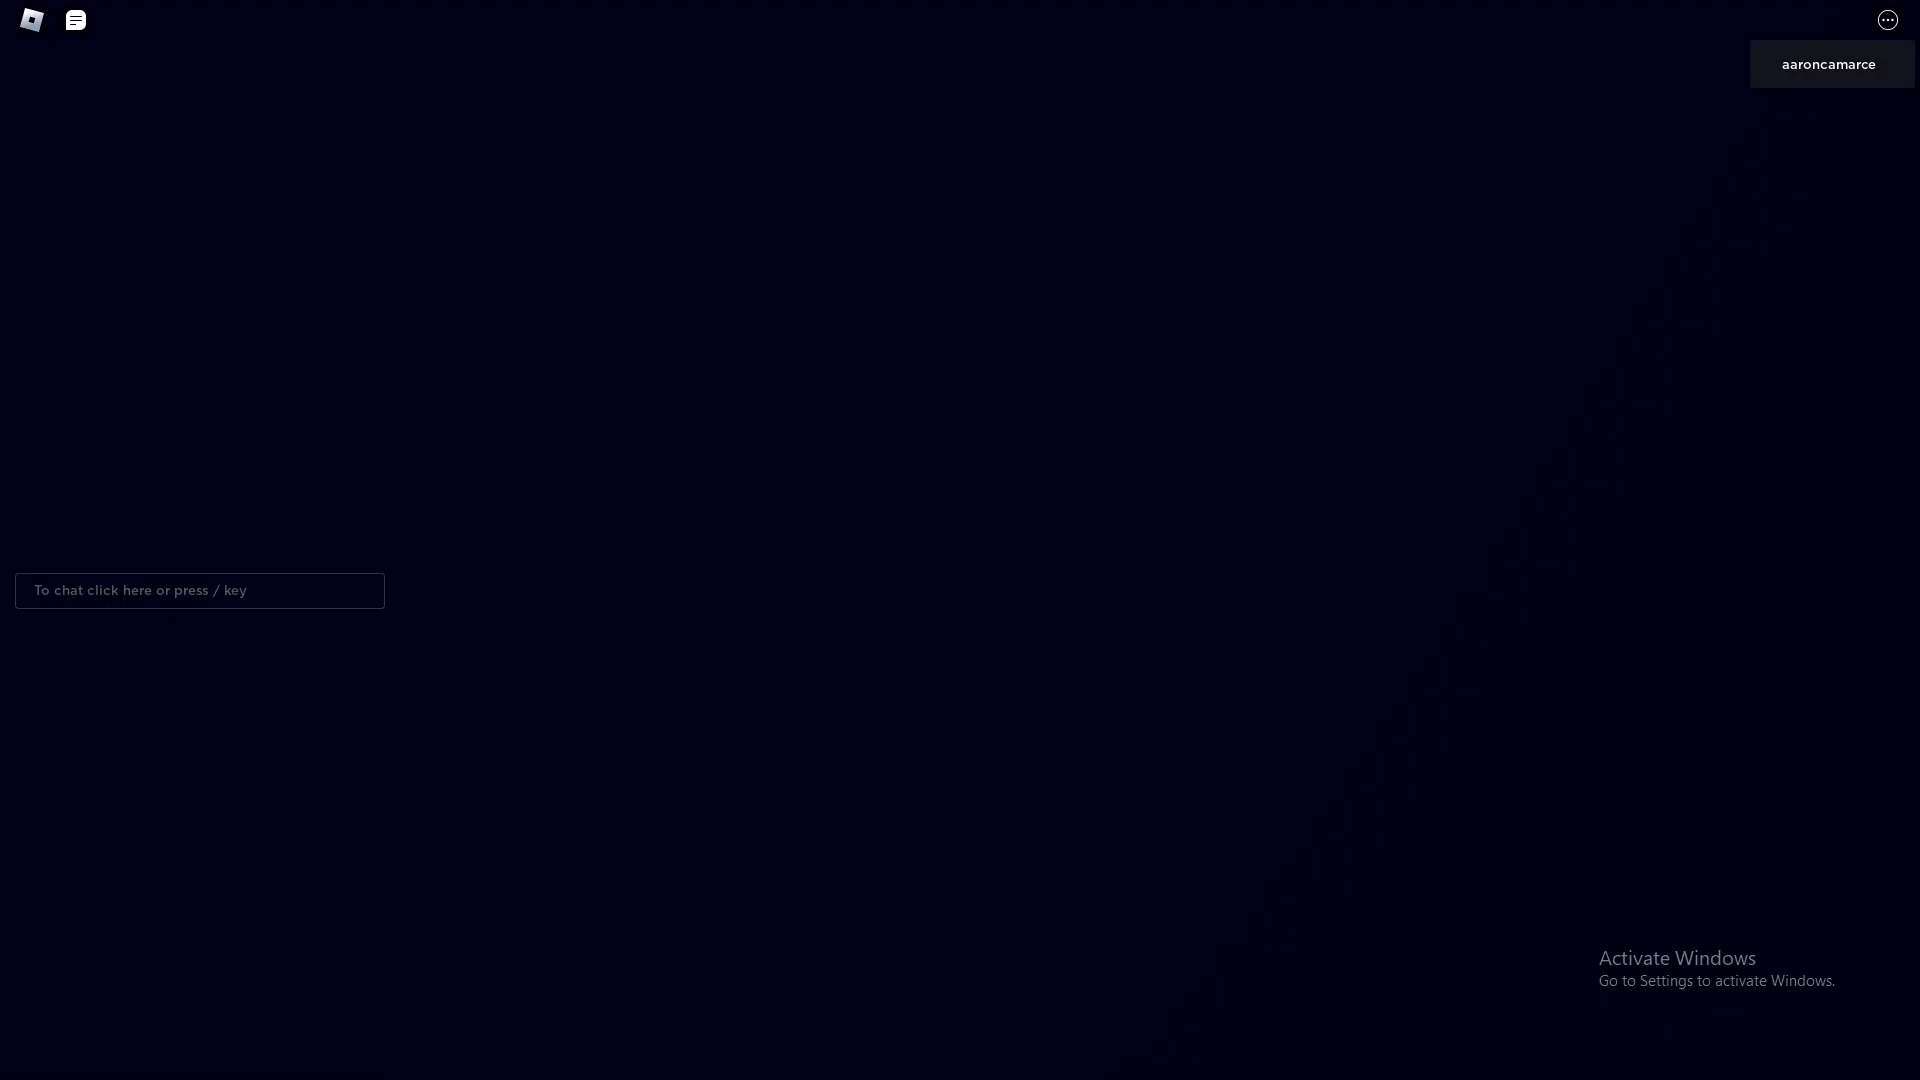 aaroncamarce
To chat click here or press / key
Activate Windows
Go to Settings to activate Windows.